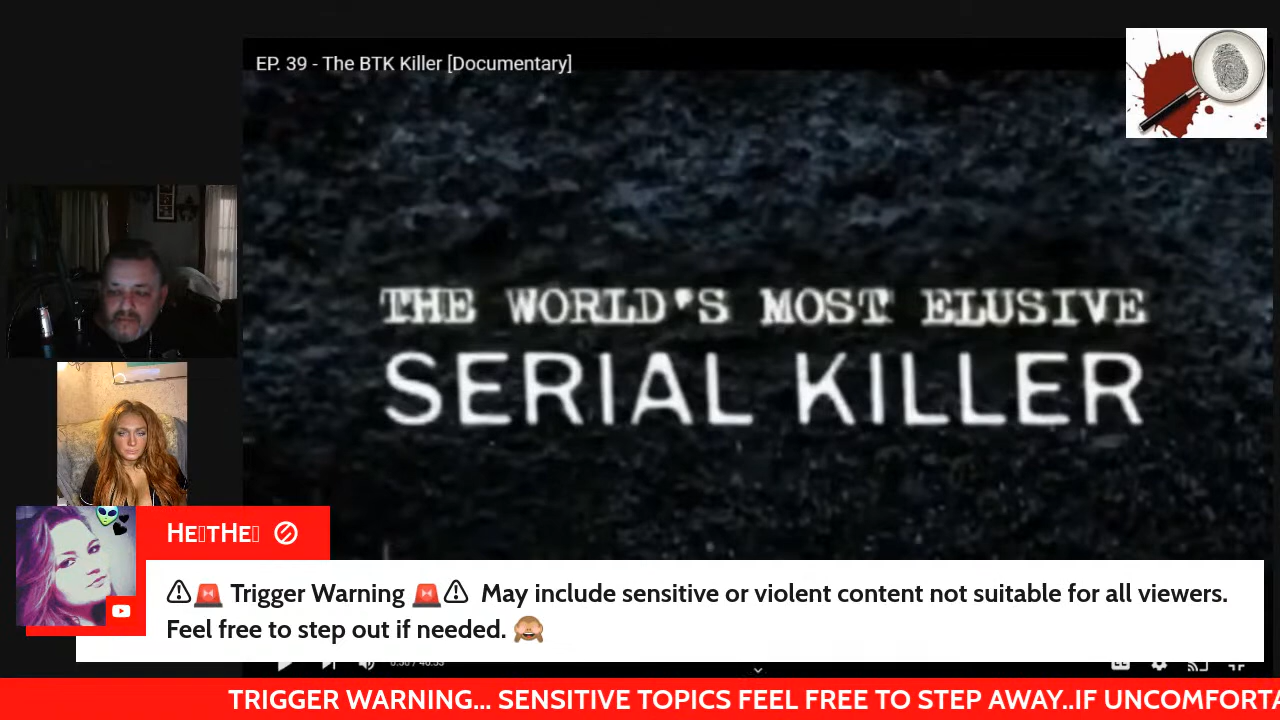 EP. 39 - The BTK Killer [Documentary]
THE WORLD'S MOST ELUSIVE
SERIAL KILLER
⚠🚨 Trigger Warning 🚨⚠ May include sensitive or violent content not suitable for all viewers.
Feel free to step out if needed. 🙈
TRIGGER WARNING... SENSITIVE TOPICS FEEL FREE TO STEP AWAY..IF UNCOMFORTA